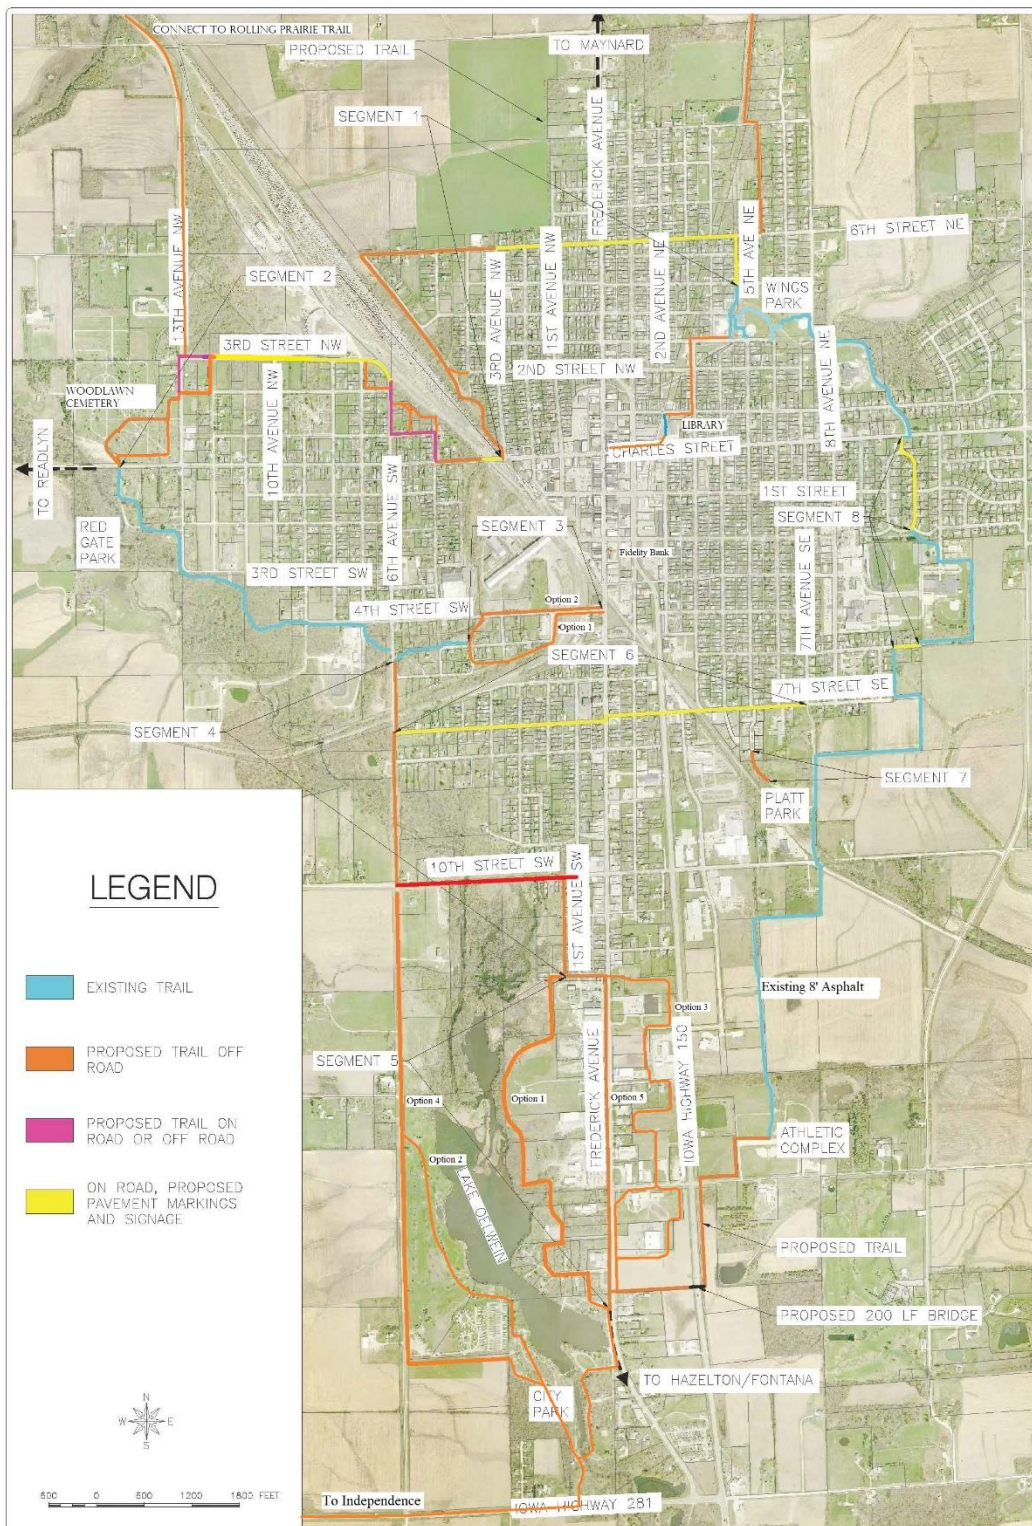 CONNECT TO ROLLING PRAIRIE TRAIL
PROPOSED TRAIL
TO MAYNARD
SEGMENT 1
FREDERICK AVENUE
13TH AVENUE NW
SEGMENT 2
3RD AVENUE NW
1ST AVENUE NW
2ND AVENUE NE
5TH AVE NE
6TH STREET NE
WINGS
PARK
3RD STREET NW
2ND STREET NW
8TH AVENUE NE
WOODLAWN
CEMETERY
10TH AVENUE NW
LIBRARY
CHARLES STREET
TO READLYN
6TH AVENUE SW
1ST STREET
SEGMENT 8
RED
GATE
PARK
SEGMENT 3
Fidelity Bank
3RD STREET SW
7TH AVENUE SE
4TH STREET SW
Option 2
Option 1
SEGMENT 6
7TH STREET SE
SEGMENT 4
SEGMENT 7
PLATT
PARK
10TH STREET SW
1ST AVENUE SW
LEGEND
EXISTING TRAIL
PROPOSED TRAIL OFF
ROAD
PROPOSED TRAIL ON
ROAD OR OFF ROAD
ON ROAD, PROPOSED
PAVEMENT MARKINGS
AND SIGNAGE
Existing 8' Asphalt
Option 3
SEGMENT 5
FREDERICK AVENUE
IOWA HIGHWAY 150
Option 4
Option 1
Option 5
ATHLETIC
COMPLEX
Option 2
LAKE OELWEIN
PROPOSED TRAIL
PROPOSED 200 LF BRIDGE
TO HAZELTON/FONTANA
CITY
PARK
N
W E
S
600 0 600 1200 1800 FEET
To Independence
IOWA HIGHWAY 281